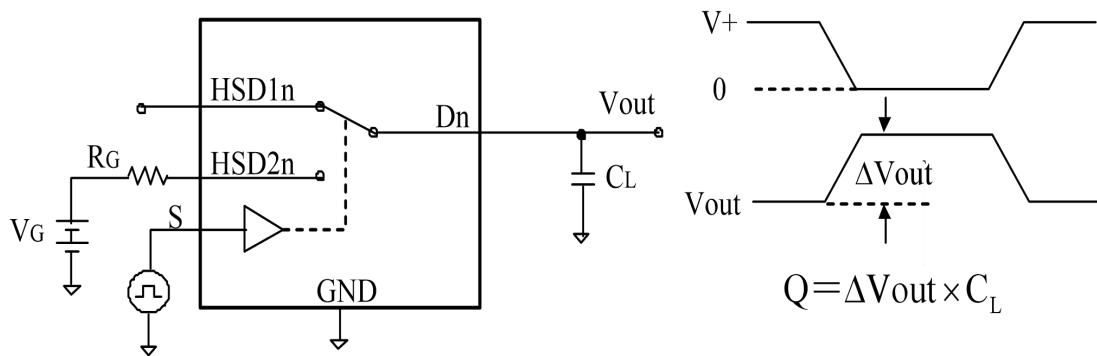 HSD1n
HSD2n
RG
VG
S
GND
Dn
Vout
CL
V+
0
Vout
ΔVout
Q=ΔVout×CL